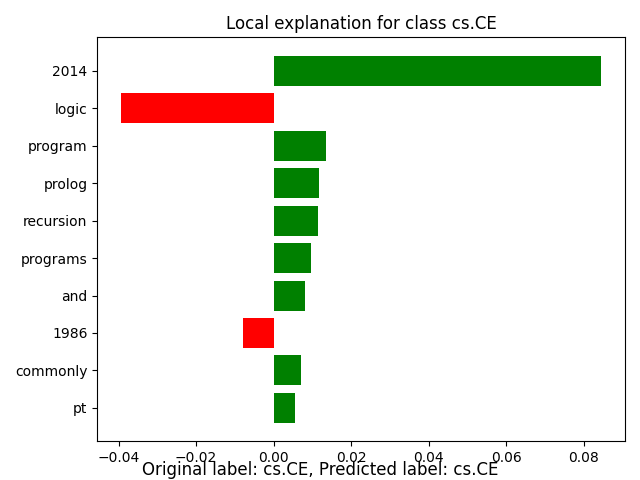 Local explanation for class cs.CE
2014
logic
program
prolog
recursion
programs
and
1986
commonly
pt
−0.04 −0.02 0.00 0.02 0.04 0.06 0.08
Original label: cs.CE, Predicted label: cs.CE